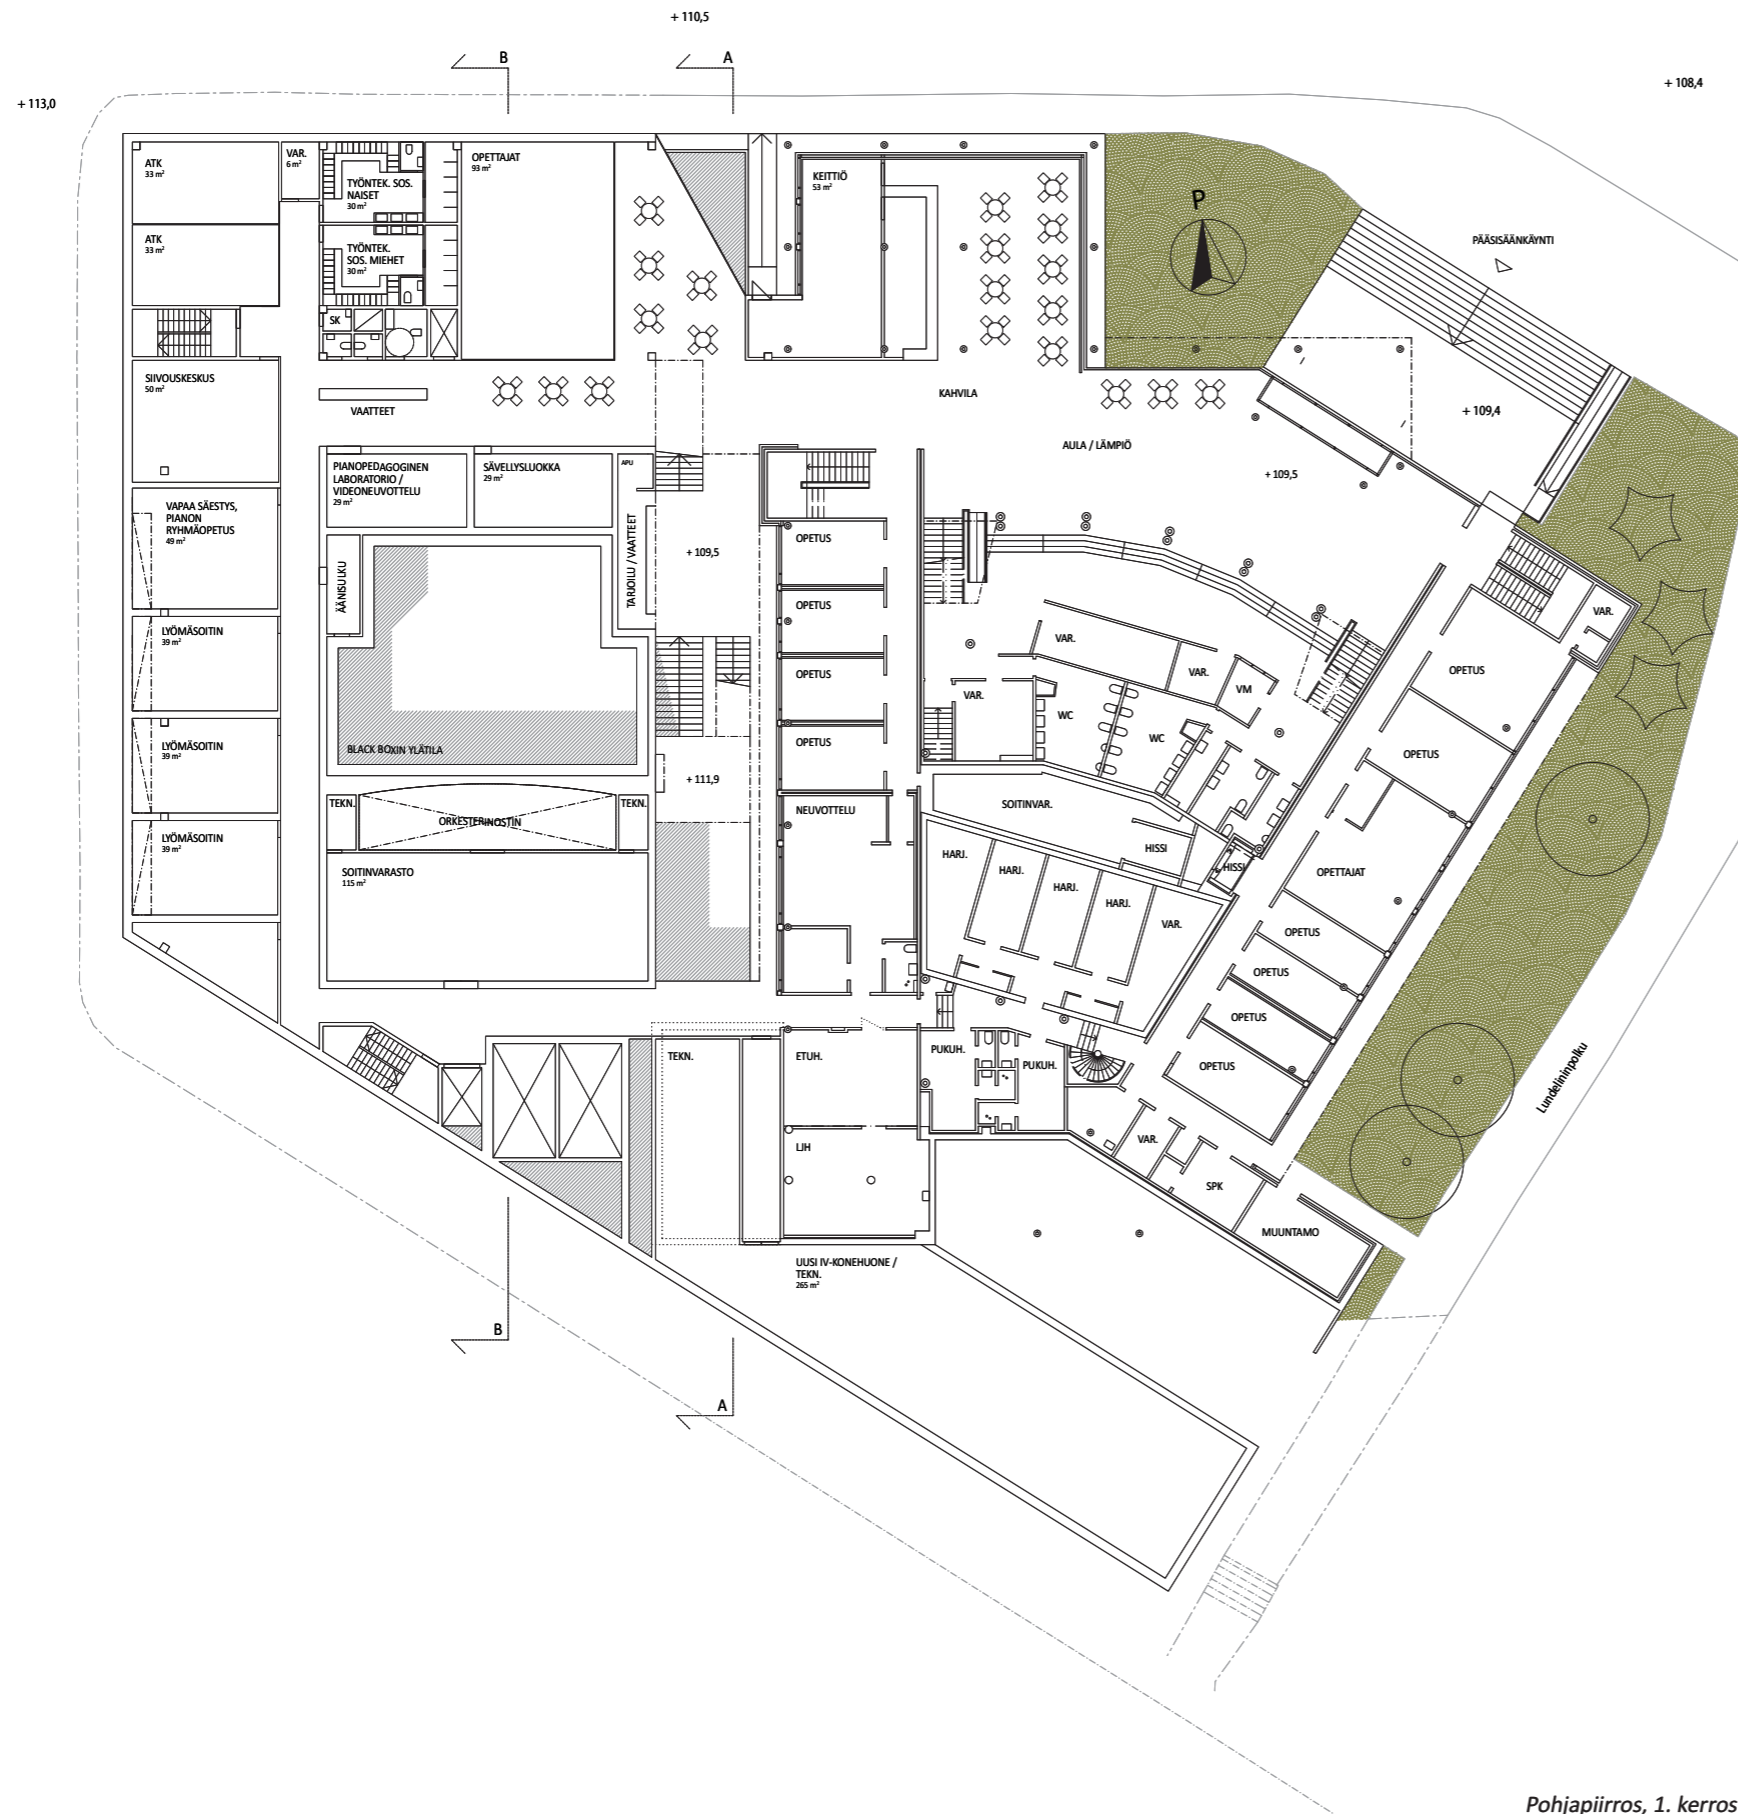 + 110,5
+ 113,0
B
A
+ 108,4
ATK
33 m²
VAR.
6 m²
TYÖNTEK. SOS.
NAISET
30 m²
OPETTAJAT
93 m²
KEITTIÖ
53 m²
P
PÄÄSISÄÄNKÄYNTI
ATK
33 m²
TYÖNTEK.
SOS. MIEHET
30 m²
SK
SIIVOUSKESKUS
50 m²
VAATTEET
KAHVILA
AULA / LÄMPIÖ
+ 109,4
+ 109,5
PIANOPEDAGOGINEN
LABORATORIO /
VIDEONEUVOTTELU
29 m²
SÄVELLYSLUOKKA
29 m²
APU
VAPAA SÄESTYS,
PIANON
RYHMÄOPETUS
49 m²
ÄÄNISULKU
TARJOILU / VAATTEET
+ 109,5
OPETUS
OPETUS
OPETUS
OPETUS
LYÖMÄSOITIN
39 m²
LYÖMÄSOITIN
39 m²
LYÖMÄSOITIN
39 m²
BLACK BOXIN YLÄTILA
+ 111,9
TEKN.
ORKESTERINOSTIN
TEKN.
SOITINVARASTO
115 m²
NEUVOTTELU
VAR.
VAR.
VAR.
VM
WC
WC
SOITINVAR.
HISSI
HISSI
HARJ.
HARJ.
HARJ.
HARJ.
VAR.
VAR.
OPETUS
OPETUS
OPETTAJAT
OPETUS
OPETUS
OPETUS
OPETUS
TEKN.
ETUH.
PUKUH.
PUKUH.
LJH
VAR.
SPK
MUUNTAMO
Lundelininpolku
UUSI IV-KONEHUONE /
TEKN.
265 m²
B
A
Pohjapiirros, 1. kerros